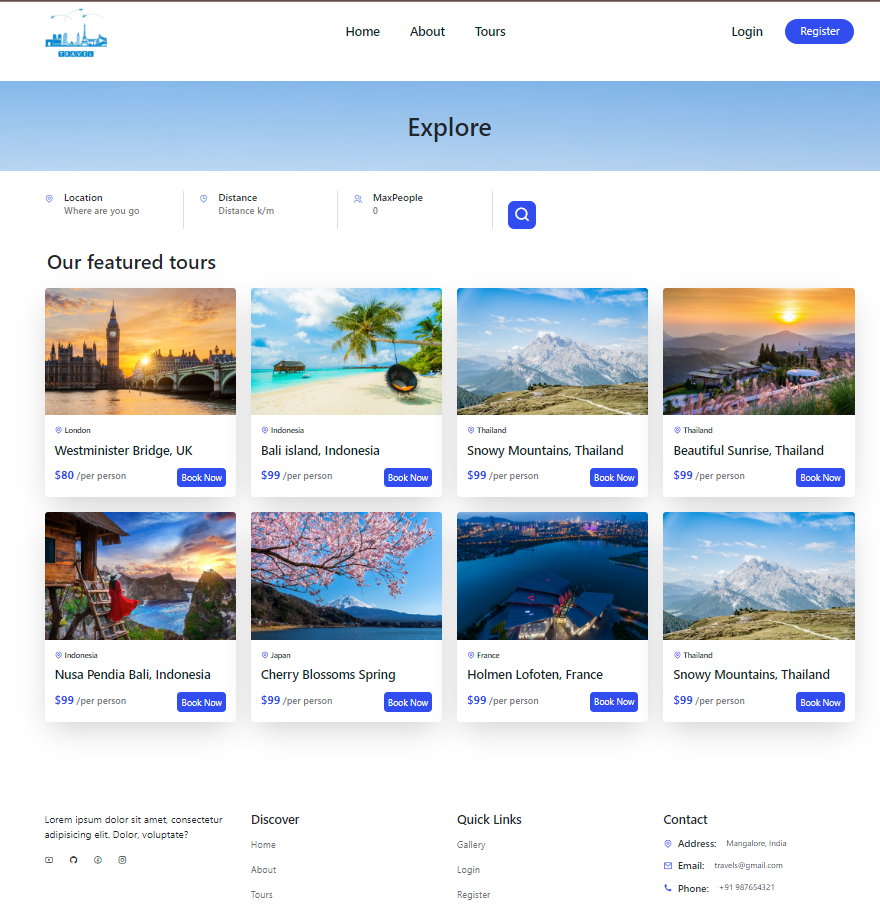 TRAVEL
Home About Tours
Login Register
Explore
Location
Where are you go
Distance
Distance k/m
MaxPeople
0
Our featured tours
London
Westminister Bridge, UK
$80 /per person Book Now
Indonesia
Bali island, Indonesia
$99 /per person Book Now
Thailand
Snowy Mountains, Thailand
$99 /per person Book Now
Thailand
Beautiful Sunrise, Thailand
$99 /per person Book Now
Indonesia
Nusa Pendia Bali, Indonesia
$99 /per person Book Now
Japan
Cherry Blossoms Spring
$99 /per person Book Now
France
Holmen Lofoten, France
$99 /per person Book Now
Thailand
Snowy Mountains, Thailand
$99 /per person Book Now
Lorem ipsum dolor sit amet, consectetur
adipisicing elit. Dolor, voluptate?
Discover
Home
About
Tours
Quick Links
Gallery
Login
Register
Contact
Address: Mangalore, India
Email: travels@gmail.com
Phone: +91 987654321